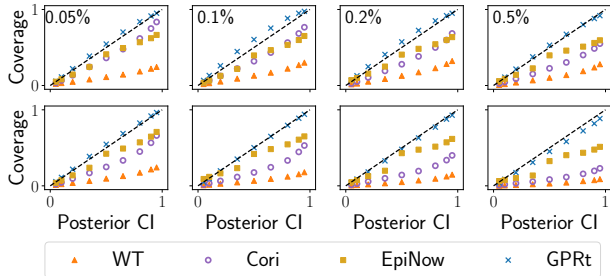 0.05% 0.1% 0.2% 0.5%
Coverage
1
0
Coverage
1
0
0 1 0 1 0 1 0 1
Posterior CI Posterior CI Posterior CI Posterior CI
WT Cori EpiNow GPRt